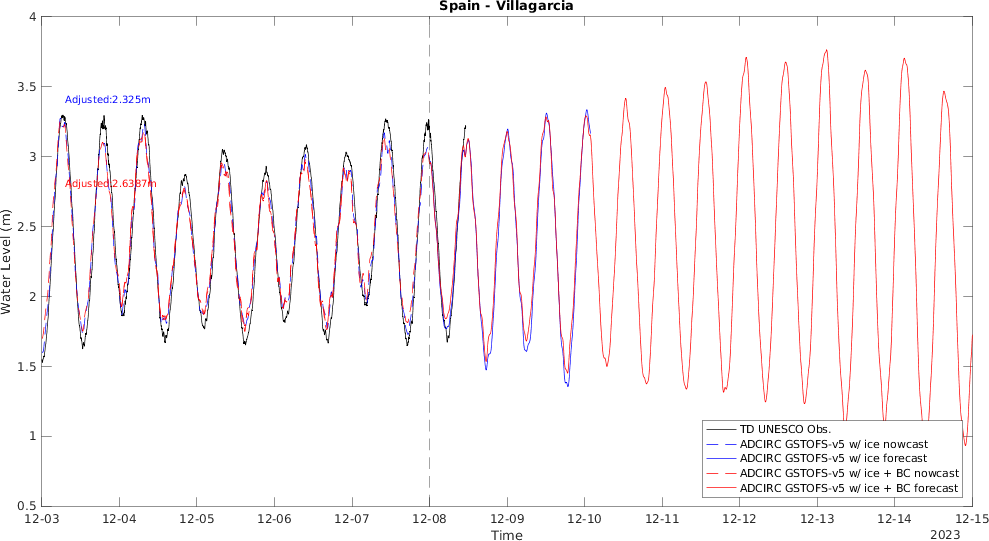 Spain - Villagarcia
4
3.5
3
2.5
2
1.5
1
0.5
Water Level (m)
Adjusted:2.325m
Adjusted:2.6387m
TD UNESCO Obs.
ADCIRC GSTOFS-v5 w/ ice nowcast
ADCIRC GSTOFS-v5 w/ ice forecast
ADCIRC GSTOFS-v5 w/ ice + BC nowcast
ADCIRC GSTOFS-v5 w/ ice + BC forecast
12-03 12-04 12-05 12-06 12-07 12-08 12-09 12-10 12-11 12-12 12-13 12-14 12-15
Time
2023